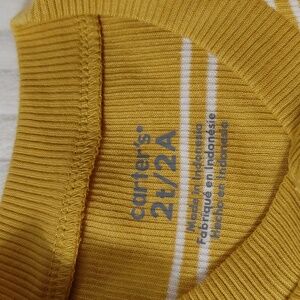 carter's®
2t/2A
Made in Indonesia
Fabriqué en Indonésie
Hecho en Indonesia